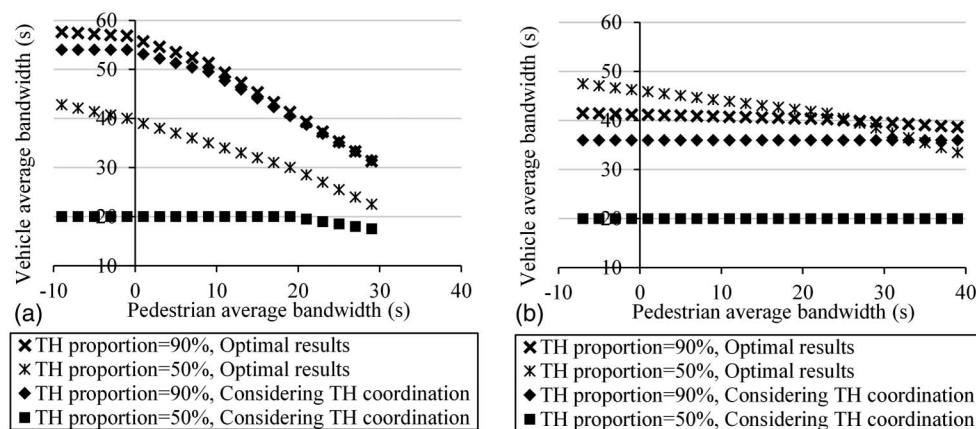 60
50
40
30
20
10
-10
0
10
20
30
40
Vehicle average bandwidth (s)
Pedestrian average bandwidth (s)
(a)
TH proportion=90%, Optimal results
TH proportion=50%, Optimal results
TH proportion=90%, Considering TH coordination
TH proportion=50%, Considering TH coordination
60
50
40
30
20
10
-10
0
10
20
30
40
Vehicle average bandwidth (s)
Pedestrian average bandwidth (s)
(b)
TH proportion=90%, Optimal results
TH proportion=50%, Optimal results
TH proportion=90%, Considering TH coordination
TH proportion=50%, Considering TH coordination